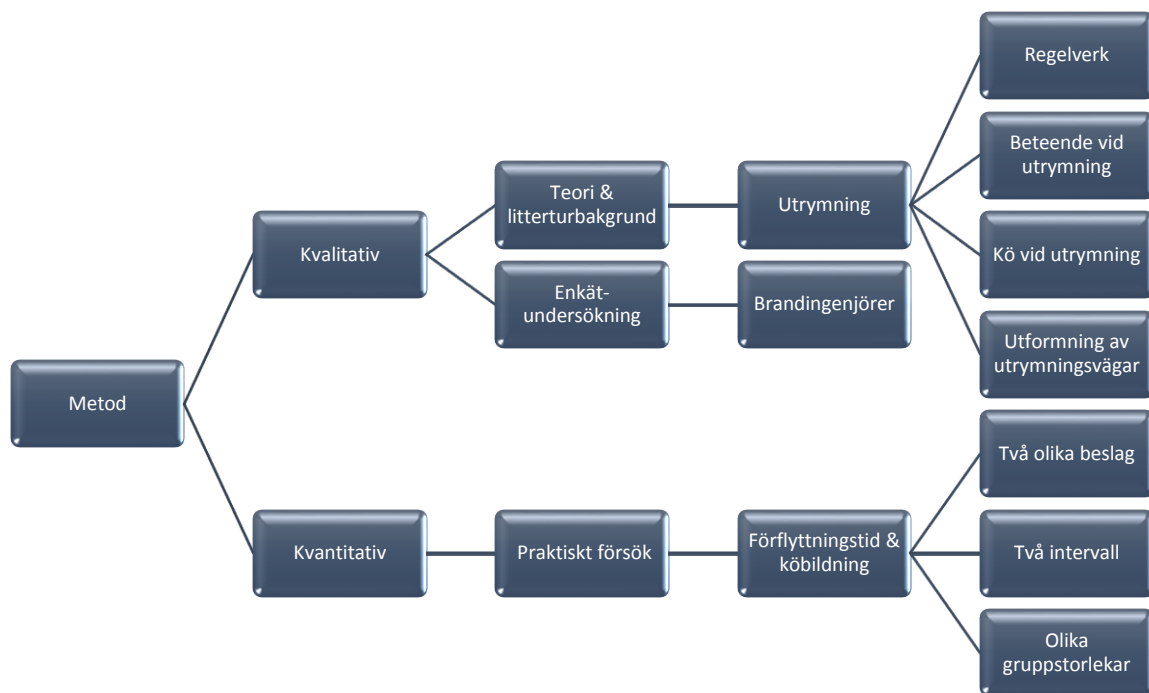 Metod
Kvalitativ
Teori &
litterturbakgrund
Utrymning
Regelverk
Beteende vid
utrymning
Kö vid utrymning
Utformning av
utrymningsvägar
Enkät-
undersökning
Brandingenjörer
Kvantitativ
Praktiskt försök
Förflyttningstid &
köbildning
Två olika beslag
Två intervall
Olika
gruppstorlekar